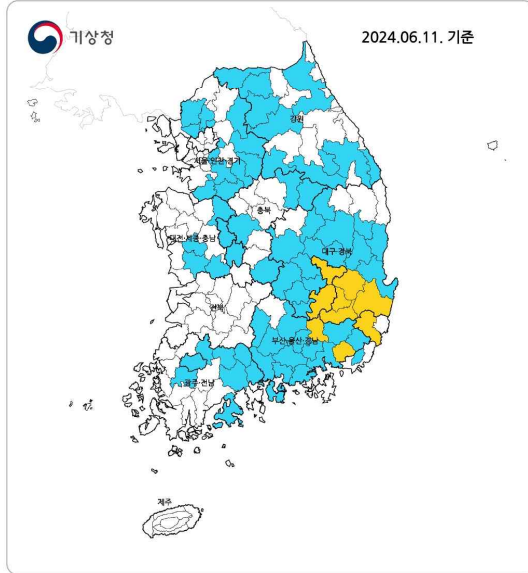 기상청
2024.06.11. 기준
강원
서울·인천·경기
충북
대전·세종·충남
대구·경북
전북
부산·울산·경남
광주·전남
제주